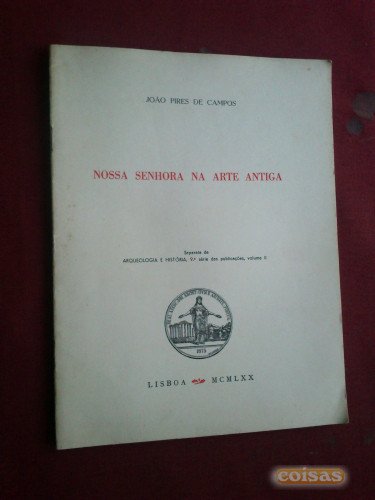 JOÃO PIRES DE CAMPOS
NOSSA SENHORA NA ARTE ANTIGA
Separata de
ARQUEOLOGIA E HISTÓRIA, 9.ª série das publicações, volume II
1873
LISBOA MCMLXX
coisas